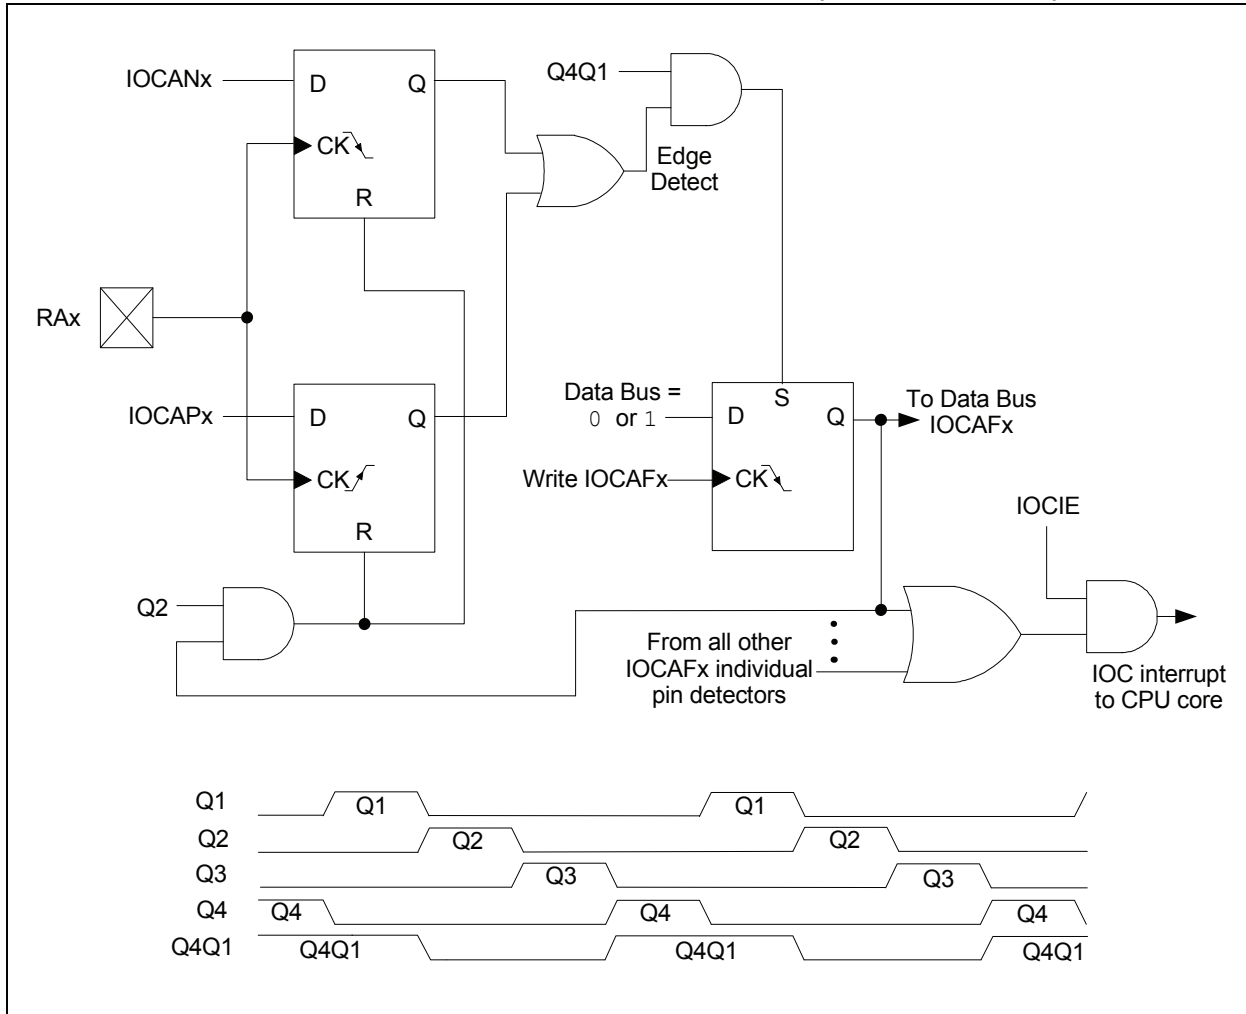 IOCANx
D
Q
CK
R
Q4Q1
Edge
Detect
RAx
IOCAPx
D
Q
CK
R
Data Bus =
0 or 1
S
D
Q
To Data Bus
IOCAFx
Write IOCAFx
CK
IOCIE
Q2
From all other
IOCAFx individual
pin detectors
IOC interrupt
to CPU core
Q1 Q1 Q1
Q2 Q2 Q2
Q3 Q3 Q3
Q4 Q4 Q4 Q4
Q4Q1 Q4Q1 Q4Q1 Q4Q1